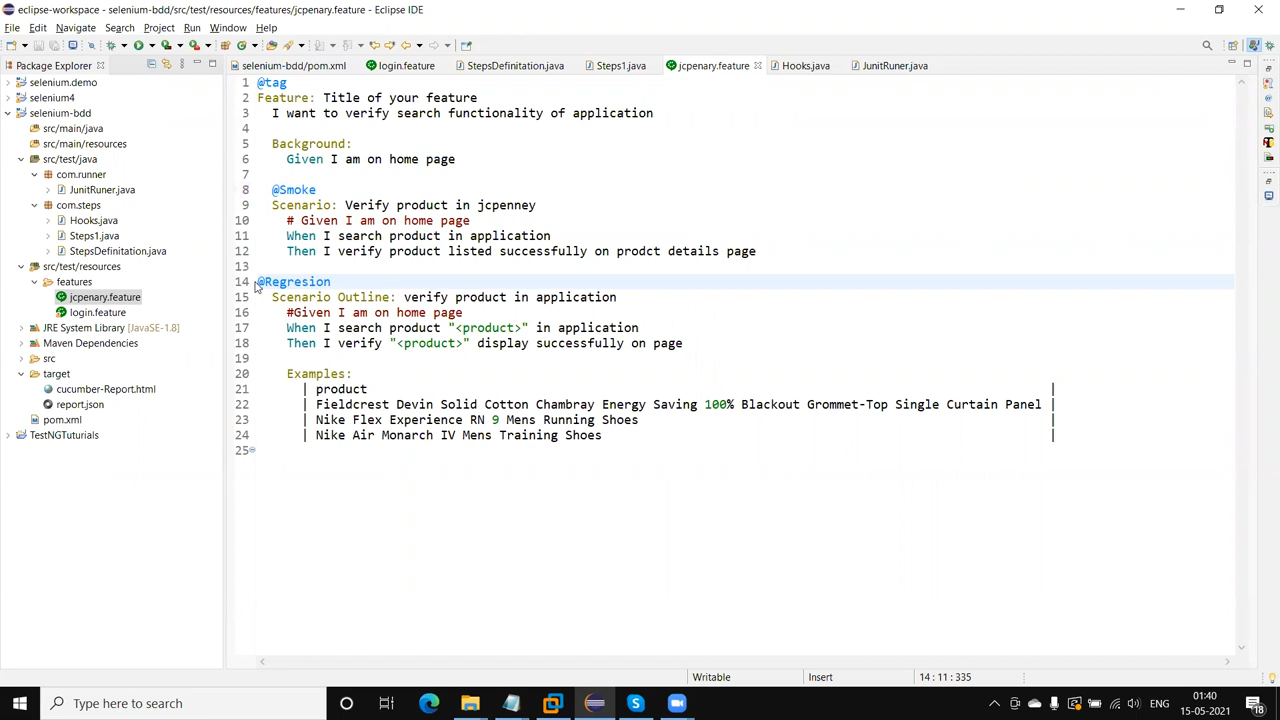 eclipse-workspace - selenium-bdd/src/test/resources/features/jcpenary.feature - Eclipse IDE
File Edit Navigate Search Project Run Window Help
Package Explorer
selenium.demo
selenium4
selenium-bdd
src/main/java
src/main/resources
src/test/java
com.runner
JunitRuner.java
com.steps
Hooks.java
Steps1.java
StepsDefinitation.java
src/test/resources
features
jcpenary.feature
login.feature
JRE System Library [JavaSE-1.8]
Maven Dependencies
src
target
cucumber-Report.html
report.json
pom.xml
TestNGTuturials
selenium-bdd/pom.xml login.feature StepsDefinitation.java Steps1.java jcpenary.feature Hooks.java JunitRuner.java
1 @tag
2 Feature: Title of your feature
3 I want to verify search functionality of application
4
5 Background:
6 Given I am on home page
7
8 @Smoke
9 Scenario: Verify product in jcpenney
10 # Given I am on home page
11 When I search product in application
12 Then I verify product listed successfully on prodct details page
13
14 @Regresion
15 Scenario Outline: verify product in application
16 #Given I am on home page
17 When I search product "<product>" in application
18 Then I verify "<product>" display successfully on page
19
20 Examples:
21 | product |
22 | Fieldcrest Devin Solid Cotton Chambray Energy Saving 100% Blackout Grommet-Top Single Curtain Panel |
23 | Nike Flex Experience RN 9 Mens Running Shoes |
24 | Nike Air Monarch IV Mens Training Shoes |
25
Writable Insert 14 : 11 : 335
Type here to search
ENG
01:40
15-05-2021
18